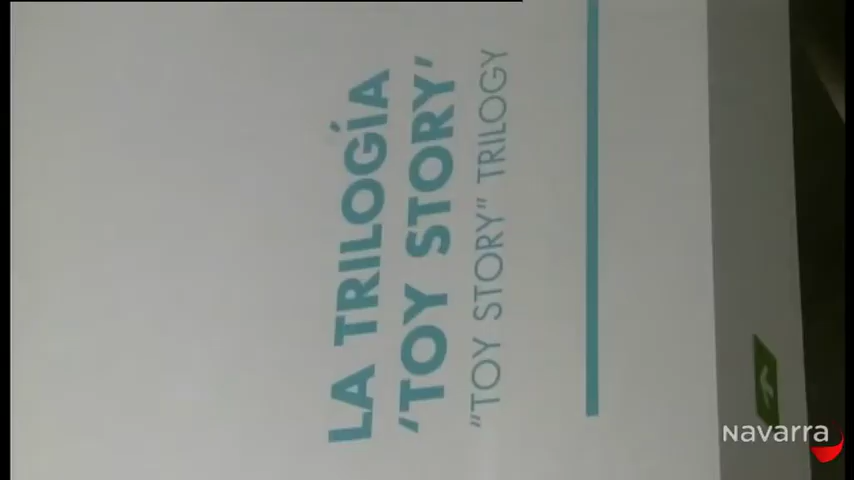 LA TRILOGÍA
‘TOY STORY’
“TOY STORY” TRILOGY
Navarra